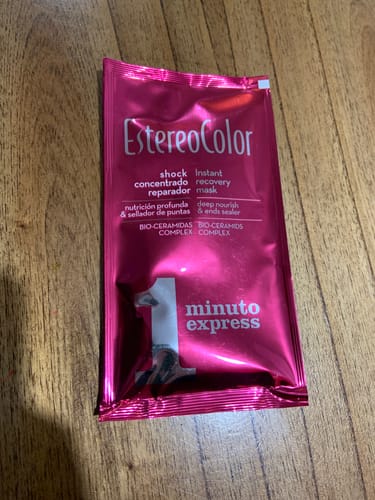 EstereoColor
shock
concentrado
reparador
Instant
recovery
mask
nutrición profunda
& sellador de puntas
deep nourish
& ends sealer
BIO-CERAMIDAS
COMPLEX
BIO-CERAMIDS
COMPLEX
1 minuto
express